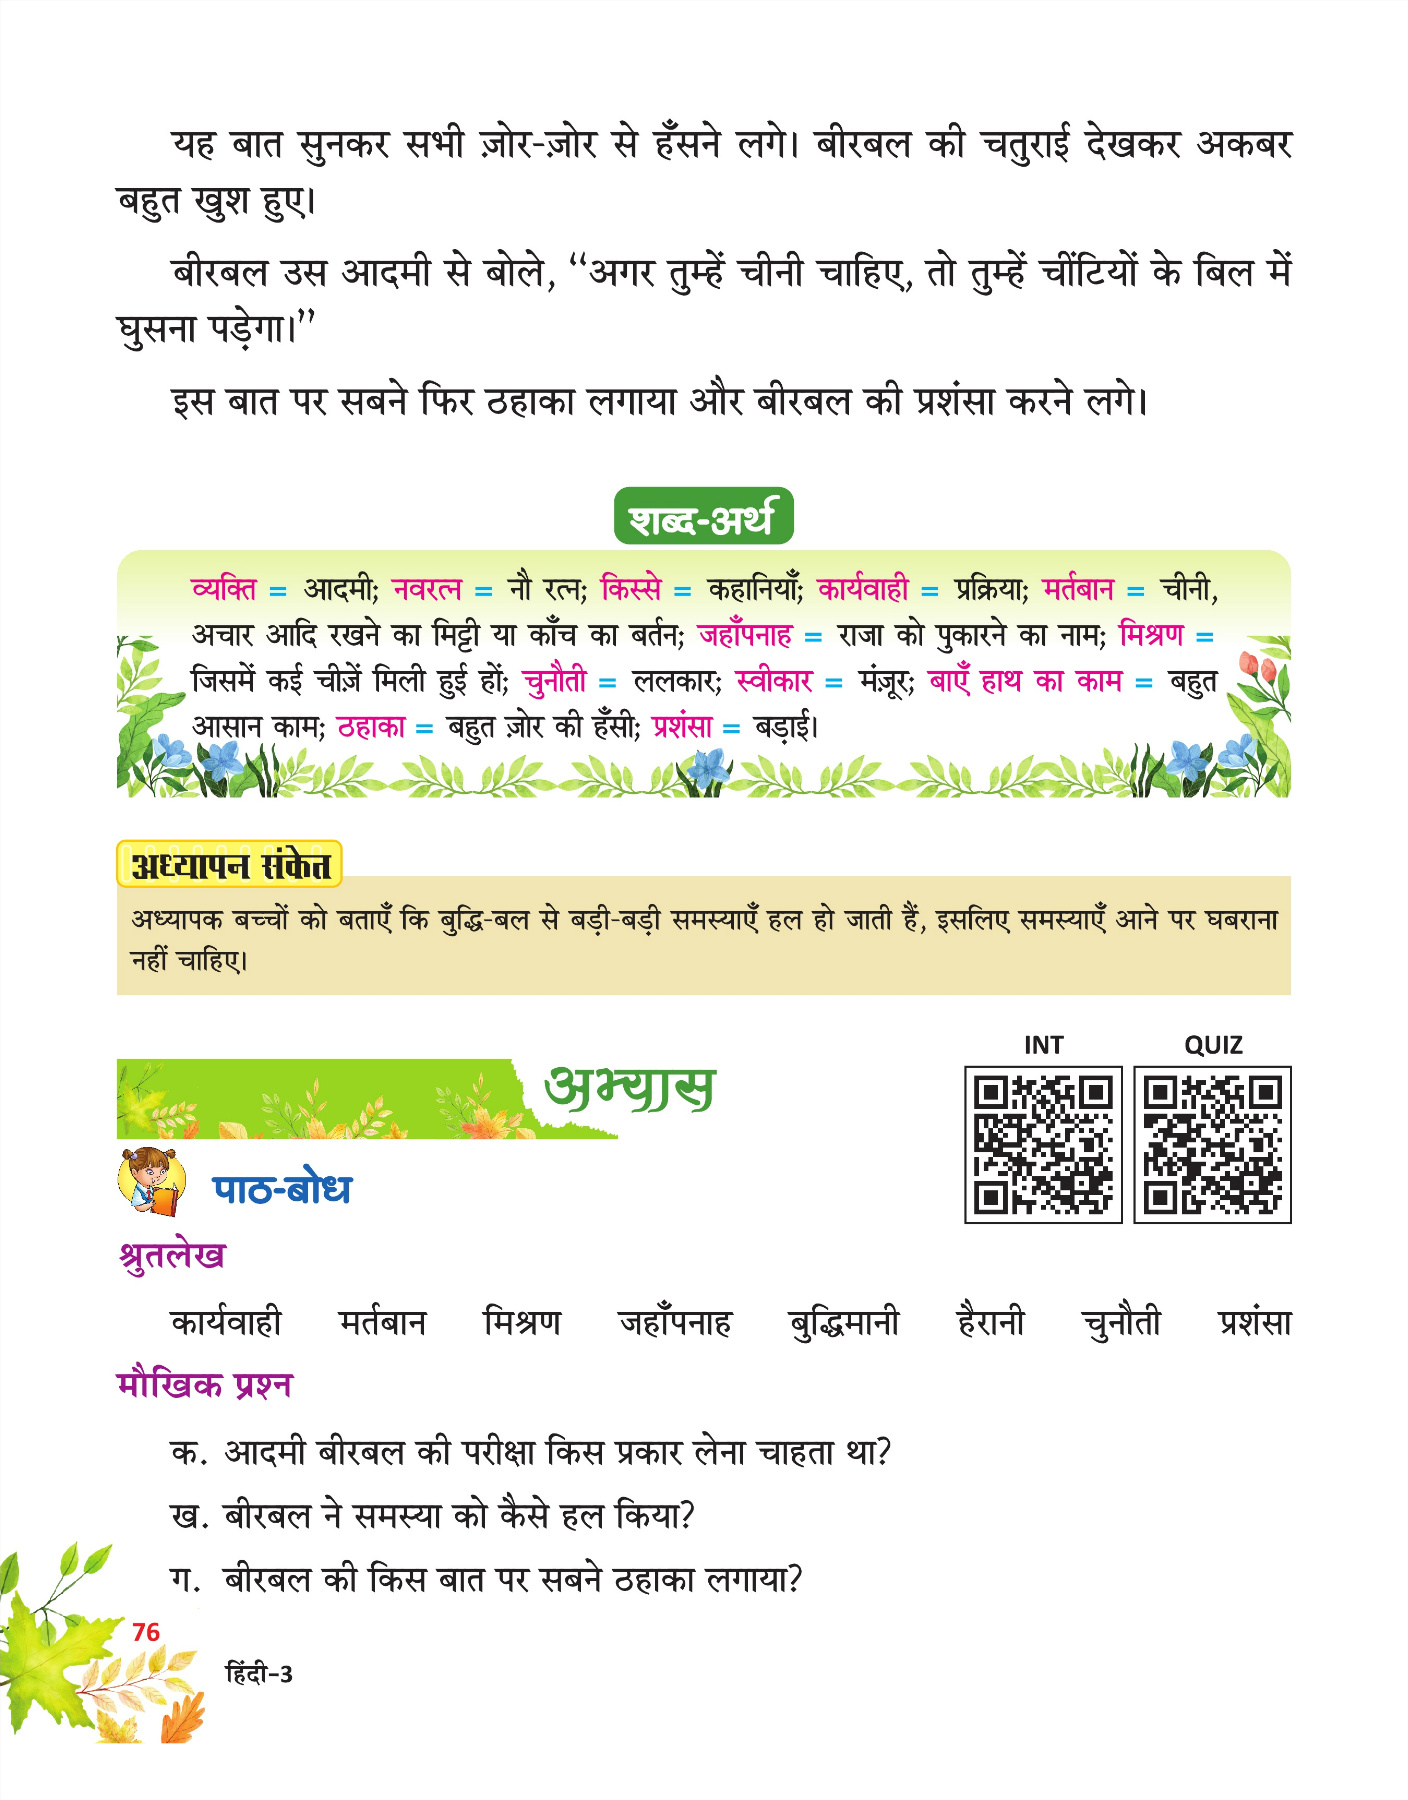 यह बात सुनकर सभी ज़ोर-ज़ोर से हँसने लगे। बीरबल की चतुराई देखकर अकबर
बहुत खुश हुए।
बीरबल उस आदमी से बोले, “अगर तुम्हें चीनी चाहिए, तो तुम्हें चींटियों के बिल में
घुसना पड़ेगा।”
इस बात पर सबने फिर ठहाका लगाया और बीरबल की प्रशंसा करने लगे।
शब्द-अर्थ
व्यक्ति = आदमी; नवरत्न = नौ रत्न; किस्से = कहानियाँ; कार्यवाही = प्रक्रिया; मर्तबान = चीनी,
अचार आदि रखने का मिट्टी या काँच का बर्तन; जहाँपनाह = राजा को पुकारने का नाम; मिश्रण =
जिसमें कई चीज़ें मिली हुई हों; चुनौती = ललकार; स्वीकार = मंज़ूर; बाएँ हाथ का काम = बहुत
आसान काम; ठहाका = बहुत ज़ोर की हँसी; प्रशंसा = बड़ाई।
अध्यापन संकेत
अध्यापक बच्चों को बताएँ कि बुद्धि-बल से बड़ी-बड़ी समस्याएँ हल हो जाती हैं, इसलिए समस्याएँ आने पर घबराना
नहीं चाहिए।
INT QUIZ
अभ्यास
पाठ-बोध
श्रुतलेख
कार्यवाही मर्तबान मिश्रण जहाँपनाह बुद्धिमानी हैरानी चुनौती प्रशंसा
मौखिक प्रश्न
क. आदमी बीरबल की परीक्षा किस प्रकार लेना चाहता था?
ख. बीरबल ने समस्या को कैसे हल किया?
ग. बीरबल की किस बात पर सबने ठहाका लगाया?
76
हिंदी-3